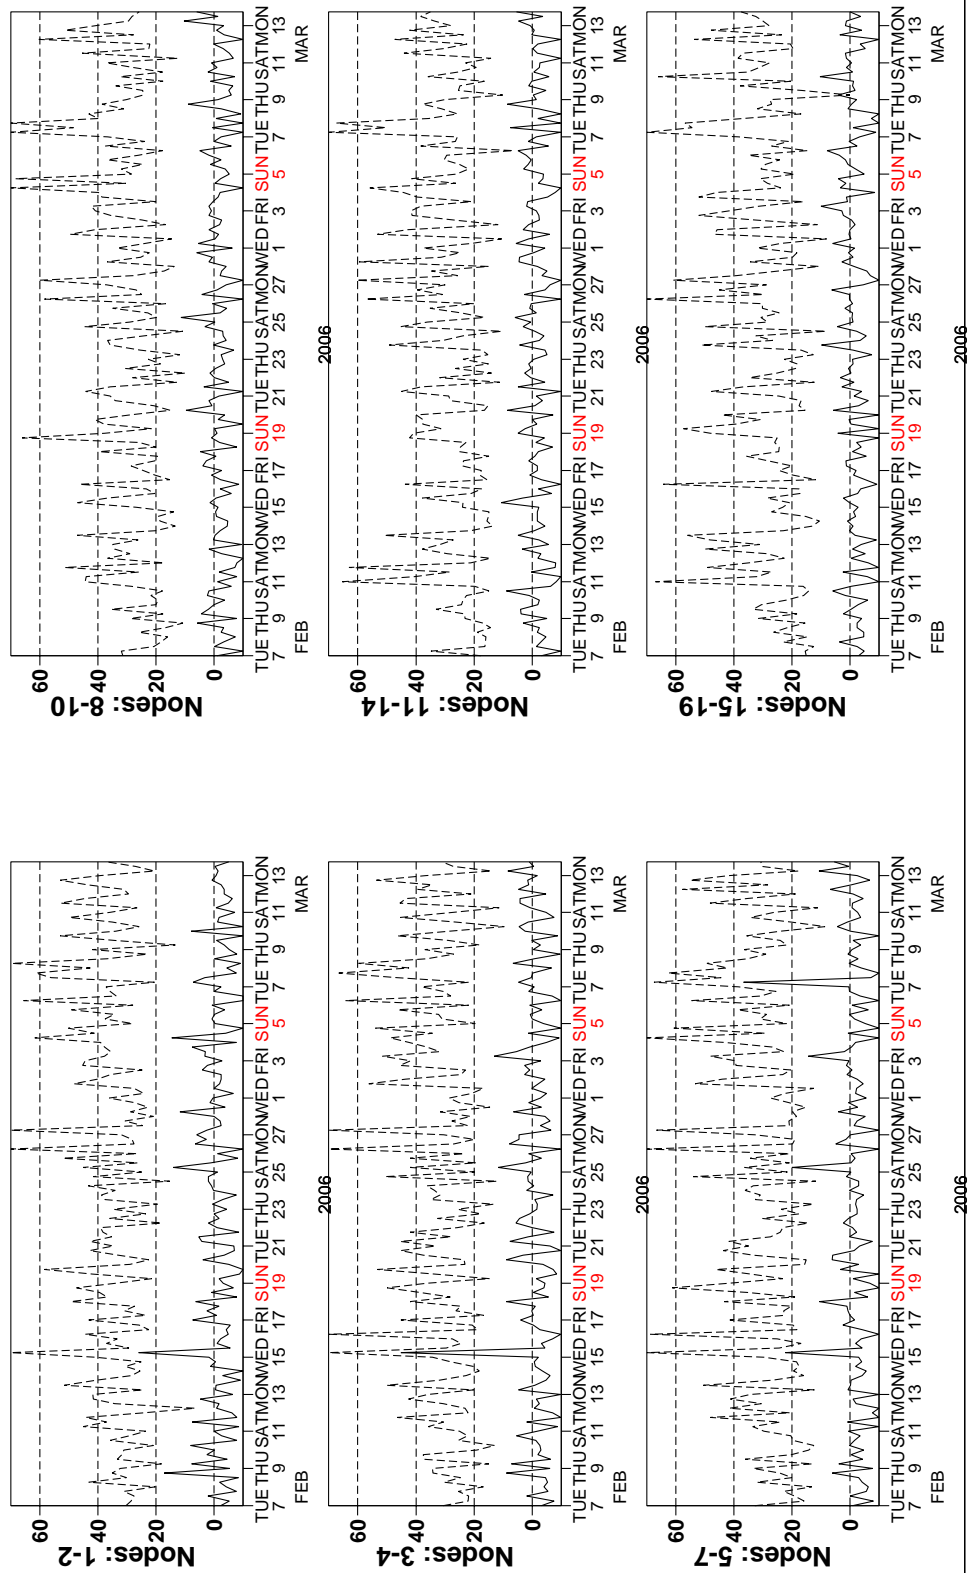 Nodes: 1-2
60
40
20
0
TUE THU SAT MON WED FRI SUN TUE THU SAT MON WED FRI SUN TUE THU SAT MON
7 9 11 13 15 17 19 21 23 25 27 1 3 5 7 9 11 13
FEB MAR
2006
Nodes: 8-10
60
40
20
0
TUE THU SAT MON WED FRI SUN TUE THU SAT MON WED FRI SUN TUE THU SAT MON
7 9 11 13 15 17 19 21 23 25 27 1 3 5 7 9 11 13
FEB MAR
2006
Nodes: 3-4
60
40
20
0
TUE THU SAT MON WED FRI SUN TUE THU SAT MON WED FRI SUN TUE THU SAT MON
7 9 11 13 15 17 19 21 23 25 27 1 3 5 7 9 11 13
FEB MAR
2006
Nodes: 11-14
60
40
20
0
TUE THU SAT MON WED FRI SUN TUE THU SAT MON WED FRI SUN TUE THU SAT MON
7 9 11 13 15 17 19 21 23 25 27 1 3 5 7 9 11 13
FEB MAR
2006
Nodes: 5-7
60
40
20
0
TUE THU SAT MON WED FRI SUN TUE THU SAT MON WED FRI SUN TUE THU SAT MON
7 9 11 13 15 17 19 21 23 25 27 1 3 5 7 9 11 13
FEB MAR
2006
Nodes: 15-19
60
40
20
0
TUE THU SAT MON WED FRI SUN TUE THU SAT MON WED FRI SUN TUE THU SAT MON
7 9 11 13 15 17 19 21 23 25 27 1 3 5 7 9 11 13
FEB MAR
2006